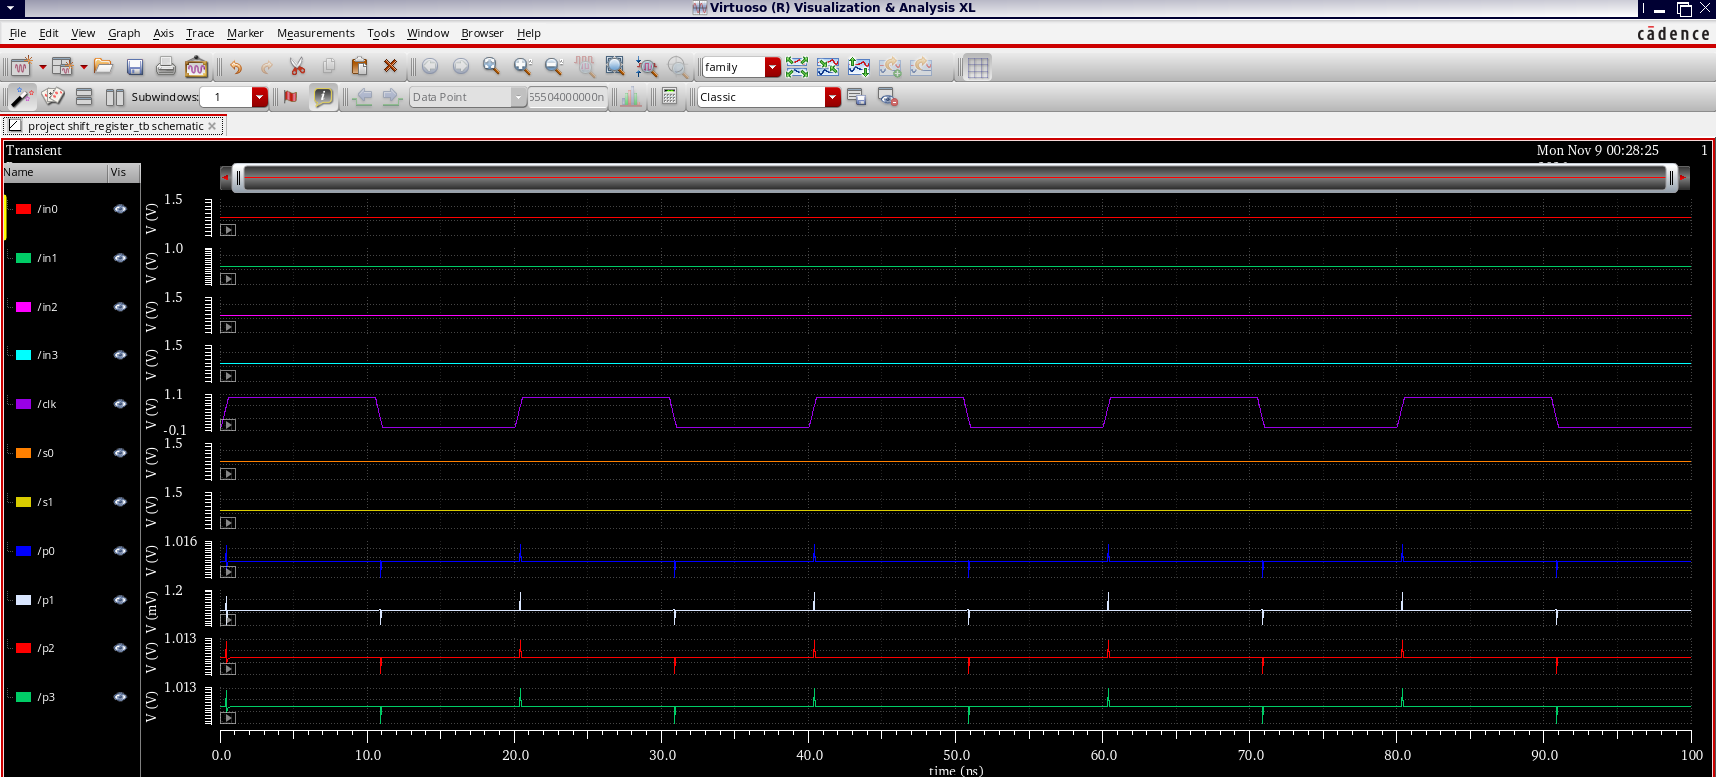 Virtuoso (R) Visualization & Analysis XL
File Edit View Graph Axis Trace Marker Measurements Tools Window Browser Help
cādence
family
Subwindows: 1 Data Point 55504000000n Classic
project shift_register_tb schematic
Transient Mon Nov 9 00:28:25 1
Name Vis
/in0 V (V) 1.5
/in1 V (V) 1.0
/in2 V (V) 1.5
/in3 V (V) 1.5
/clk V (V) 1.1
-0.1
/s0 V (V) 1.5
/s1 V (V) 1.5
/p0 V (V) 1.016
/p1 V (mV) 1.2
/p2 V (V) 1.013
/p3 V (V) 1.013
0.0 10.0 20.0 30.0 40.0 50.0 60.0 70.0 80.0 90.0 100
time (ns)